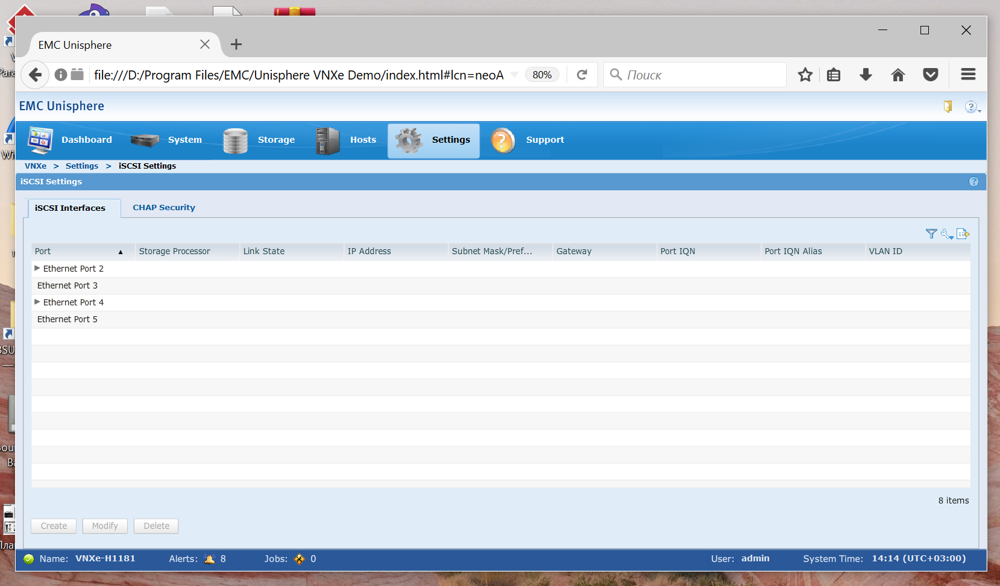 EMC Unisphere
file:///D:/Program Files/EMC/Unisphere VNXe Demo/index.html#lcn=neoA
80%
Поиск
EMC Unisphere
Dashboard
System
Storage
Hosts
Settings
Support
VNXe > Settings > iSCSI Settings
iSCSI Settings
iSCSI Interfaces
CHAP Security
Port ▲ Storage Processor Link State IP Address Subnet Mask/Pref... Gateway Port IQN Port IQN Alias VLAN ID
Ethernet Port 2
Ethernet Port 3
Ethernet Port 4
Ethernet Port 5
8 items
Create
Modify
Delete
Name: VNXe-H1181
Alerts: 8
Jobs: 0
User: admin
System Time: 14:14 (UTC+03:00)